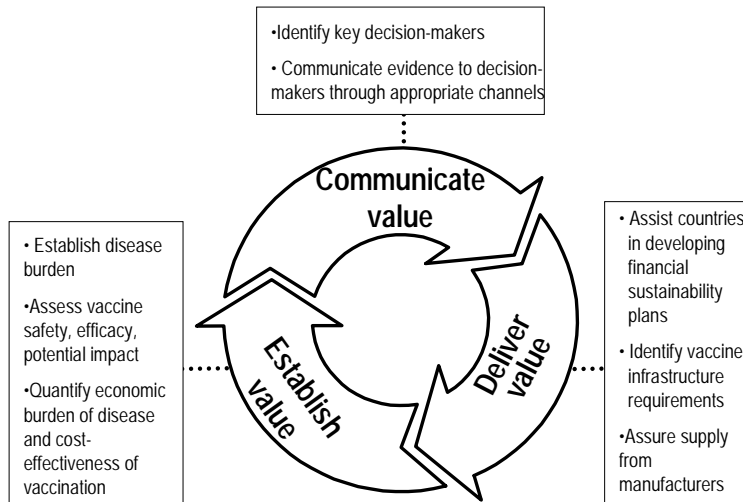 •Identify key decision-makers
• Communicate evidence to decision-
makers through appropriate channels
Communicate
value
• Establish disease
burden
•Assess vaccine
safety, efficacy,
potential impact
•Quantify economic
burden of disease
and cost-
effectiveness of
vaccination
Establish
value
Deliver
value
• Assist countries
in developing
financial
sustainability
plans
• Identify vaccine
infrastructure
requirements
•Assure supply
from
manufacturers